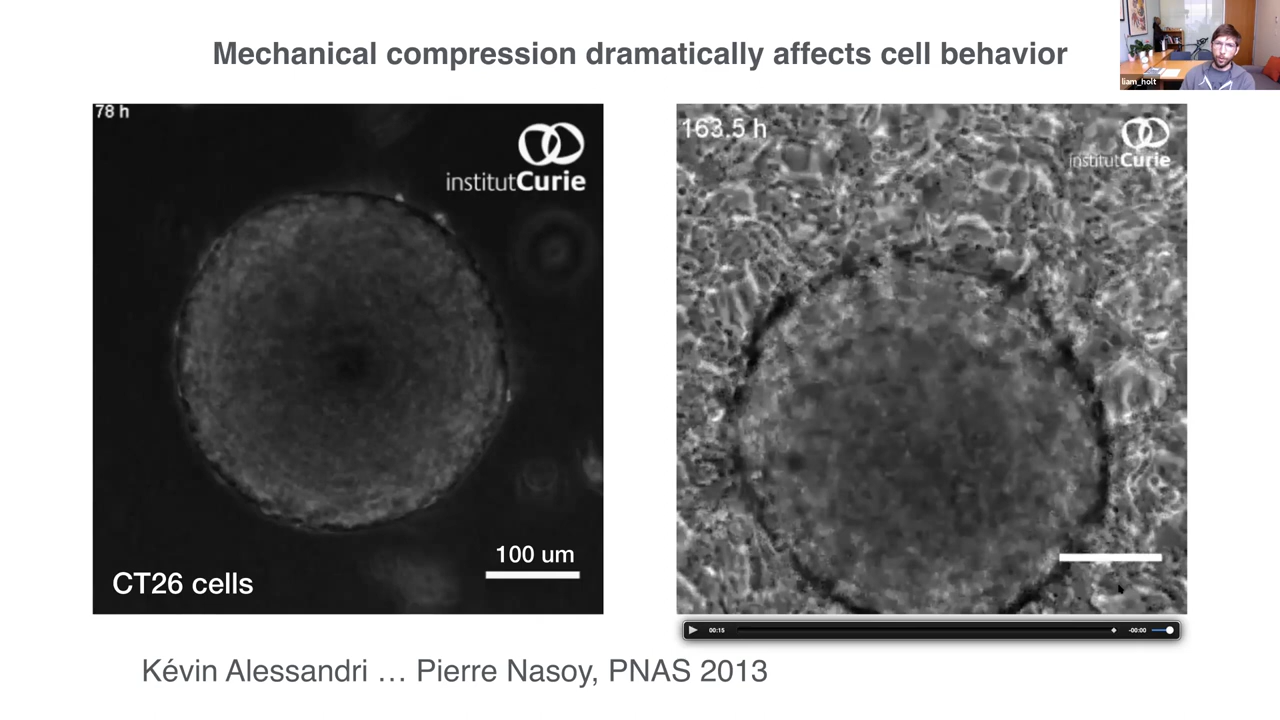 Mechanical compression dramatically affects cell behavior
liam_holt
78 h
institutCurie
100 um
CT26 cells
163.5 h
institutCurie
00:15
-00:00
Kévin Alessandri … Pierre Nasoy, PNAS 2013